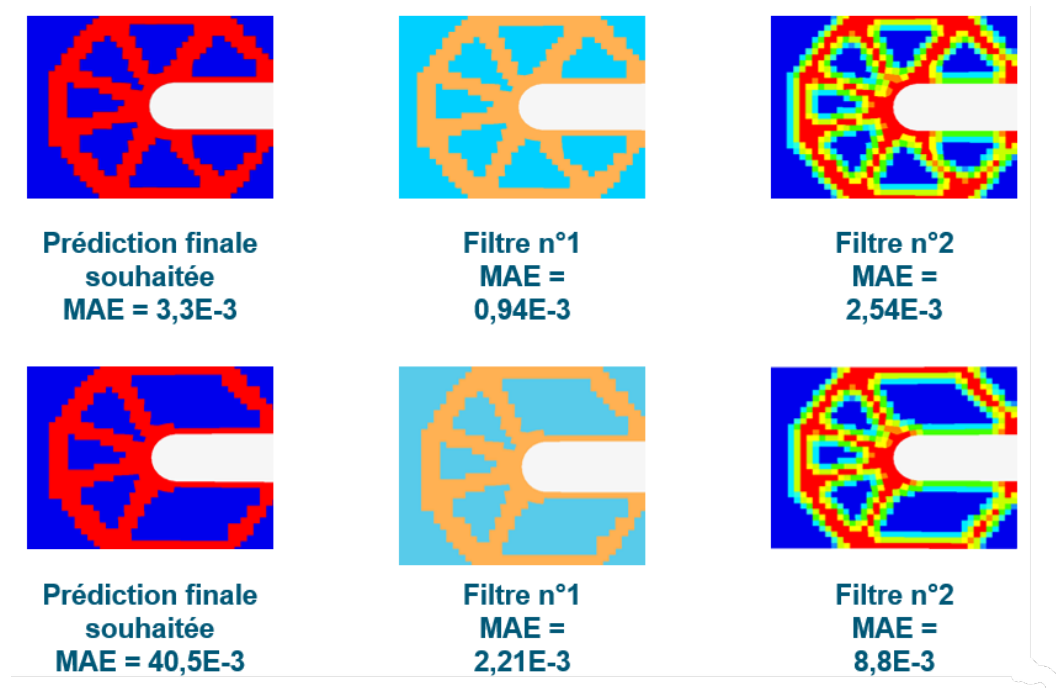 Prédiction finale
souhaitée
MAE = 3,3E-3
Filtre n°1
MAE =
0,94E-3
Filtre n°2
MAE =
2,54E-3
Prédiction finale
souhaitée
MAE = 40,5E-3
Filtre n°1
MAE =
2,21E-3
Filtre n°2
MAE =
8,8E-3